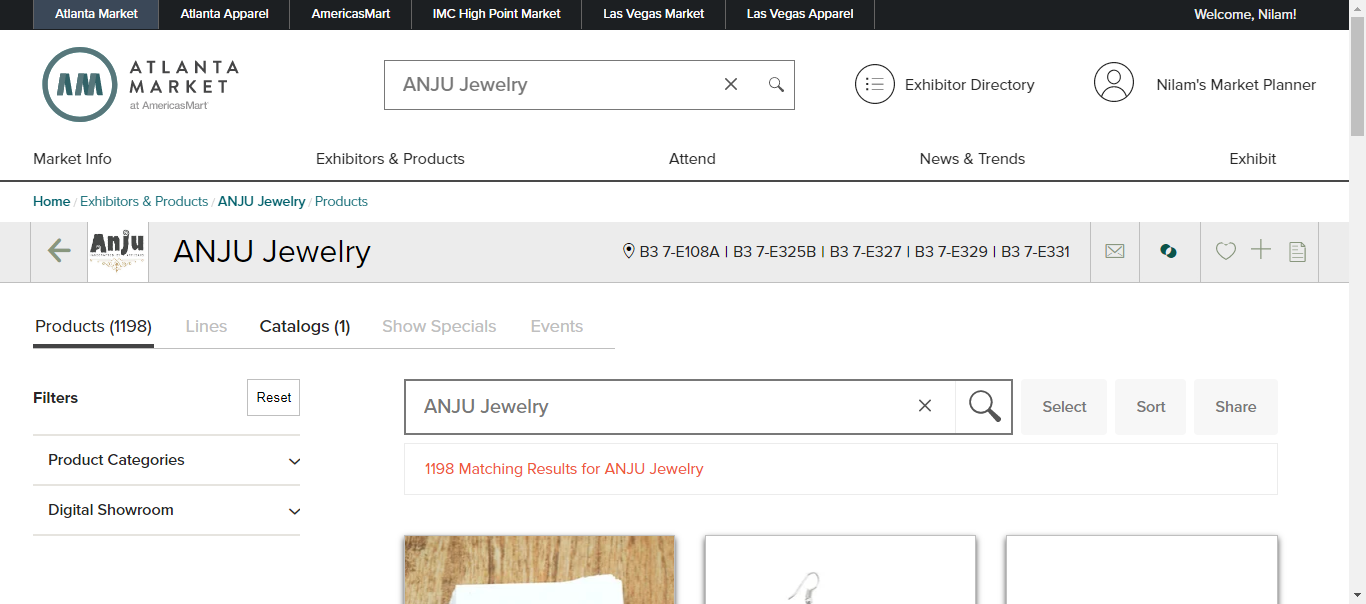 Atlanta Market
Atlanta Apparel
AmericasMart
IMC High Point Market
Las Vegas Market
Las Vegas Apparel
Welcome, Nilam!
AM
ATLANTA
MARKET
at AmericasMart
ANJU Jewelry
Exhibitor Directory
Nilam's Market Planner
Market Info
Exhibitors & Products
Attend
News & Trends
Exhibit
Home / Exhibitors & Products / ANJU Jewelry / Products
Anju
ANJU Jewelry
B3 7-E108A | B3 7-E325B | B3 7-E327 | B3 7-E329 | B3 7-E331
Products (1198)
Lines
Catalogs (1)
Show Specials
Events
Filters
Reset
ANJU Jewelry
Select
Sort
Share
Product Categories
1198 Matching Results for ANJU Jewelry
Digital Showroom